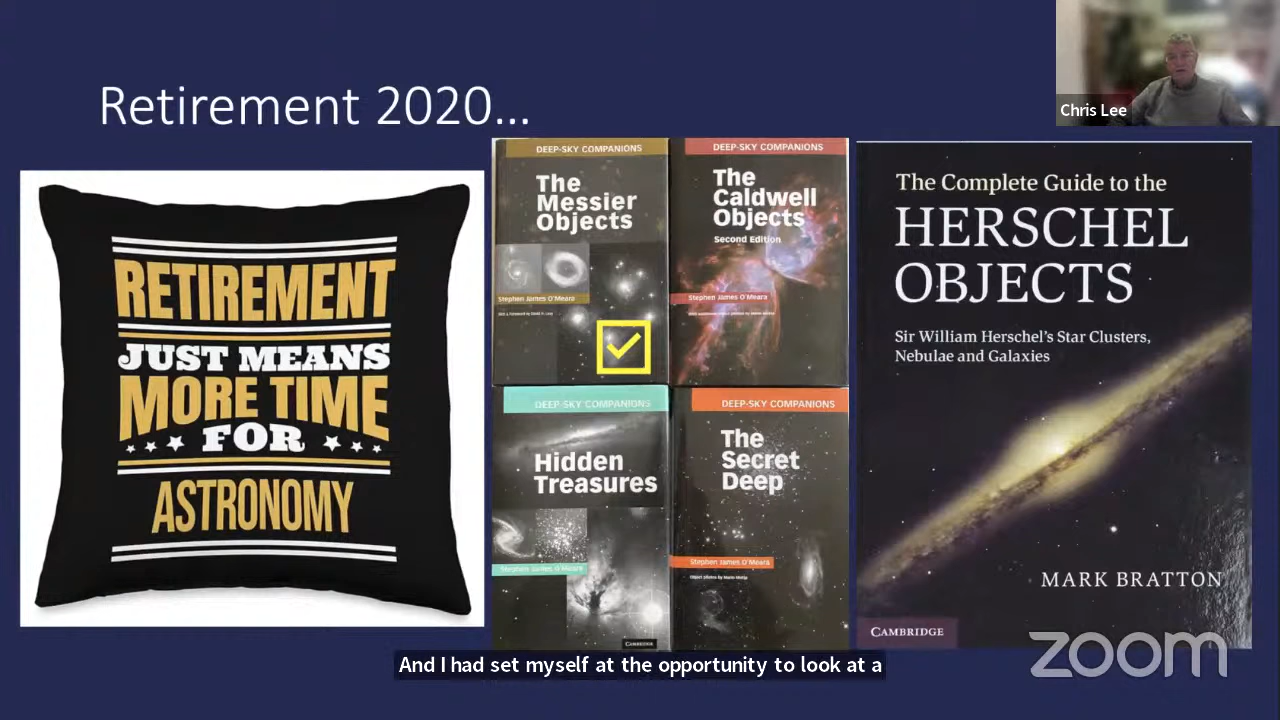 Retirement 2020...
Chris Lee
RETIREMENT
JUST MEANS
MORE TIME
FOR
ASTRONOMY
DEEP-SKY COMPANIONS
The
Messier
Objects
Stephen James O'Meara
DEEP-SKY COMPANIONS
The
Caldwell
Objects
Second Edition
Stephen James O'Meara
DEEP-SKY COMPANIONS
Hidden
Treasures
Stephen James O'Meara
CAMBRIDGE
DEEP-SKY COMPANIONS
The
Secret
Deep
Stephen James O'Meara
The Complete Guide to the
HERSCHEL
OBJECTS
Sir William Herschel's Star Clusters,
Nebulae and Galaxies
MARK BRATTON
CAMBRIDGE
And I had set myself at the opportunity to look at a
zoom